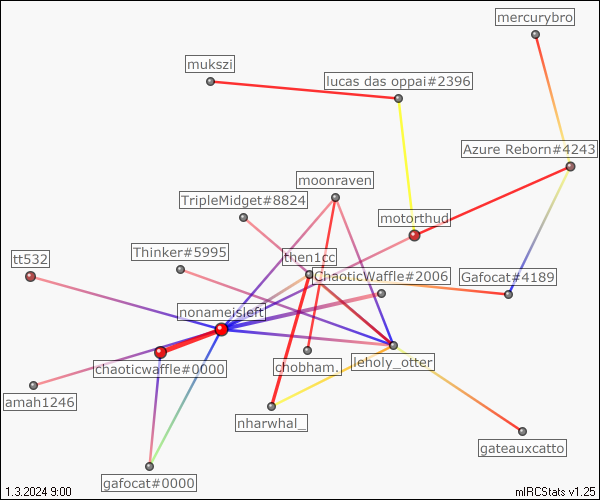 mercurybro
mukszi
lucas das oppai#2396
Azure Reborn#4243
moonraven
TripleMidget#8824
motorthud
Thinker#5995
then1cc
tt532
ChaoticWaffle#2006
Gafocat#4189
nonameisleft
chaoticwaffle#0000
chobham.
leholy_otter
amah1246
nharwhal_
gateauxcatto
gafocat#0000
1.3.2024 9:00
mIRCStats v1.25